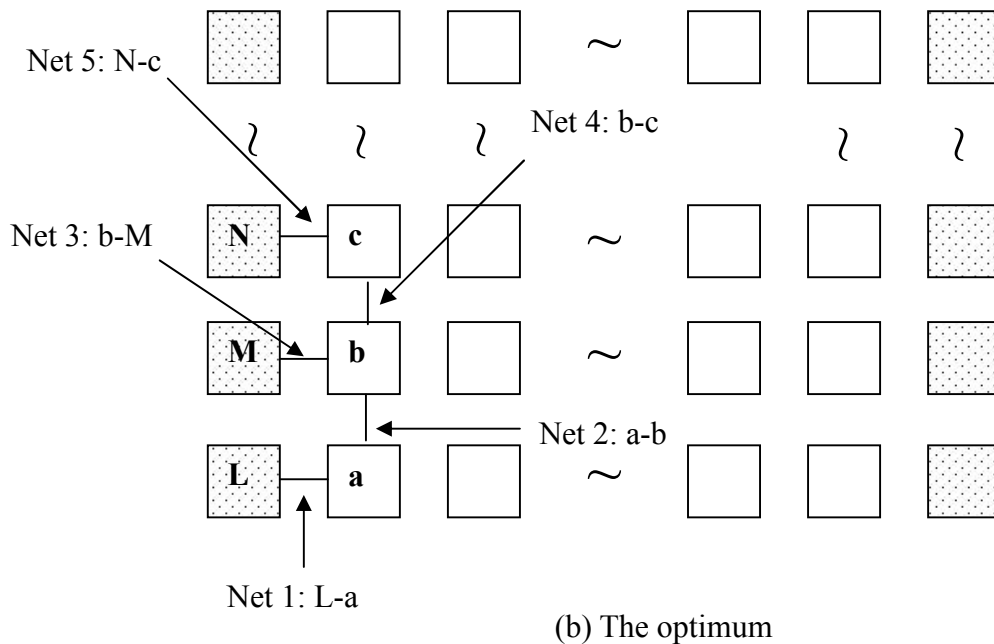 Net 5: N-c
Net 4: b-c
Net 3: b-M
N
c
M
b
Net 2: a-b
L
a
Net 1: L-a
(b) The optimum